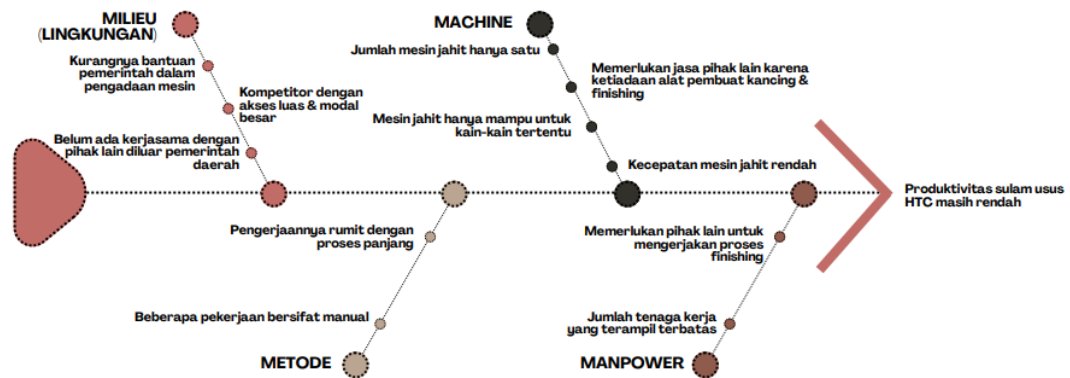 MILIEU
(LINGKUNGAN)
Kurangnya bantuan
pemerintah dalam
pengadaan mesin
Kompetitor dengan
akses luas & modal
besar
Belum ada kerjasama dengan
pihak lain diluar pemerintah
daerah
MACHINE
Jumlah mesin jahit hanya satu
Memerlukan jasa pihak lain karena
ketiadaan alat pembuat kancing &
finishing
Mesin jahit hanya mampu untuk
kain-kain tertentu
Kecepatan mesin jahit rendah
Produktivitas sulam usus
HTC masih rendah
Pengerjaannya rumit dengan
proses panjang
Beberapa pekerjaan bersifat manual
METODE
Memerlukan pihak lain untuk
mengerjakan proses
finishing
Jumlah tenaga kerja
yang terampil terbatas
MANPOWER